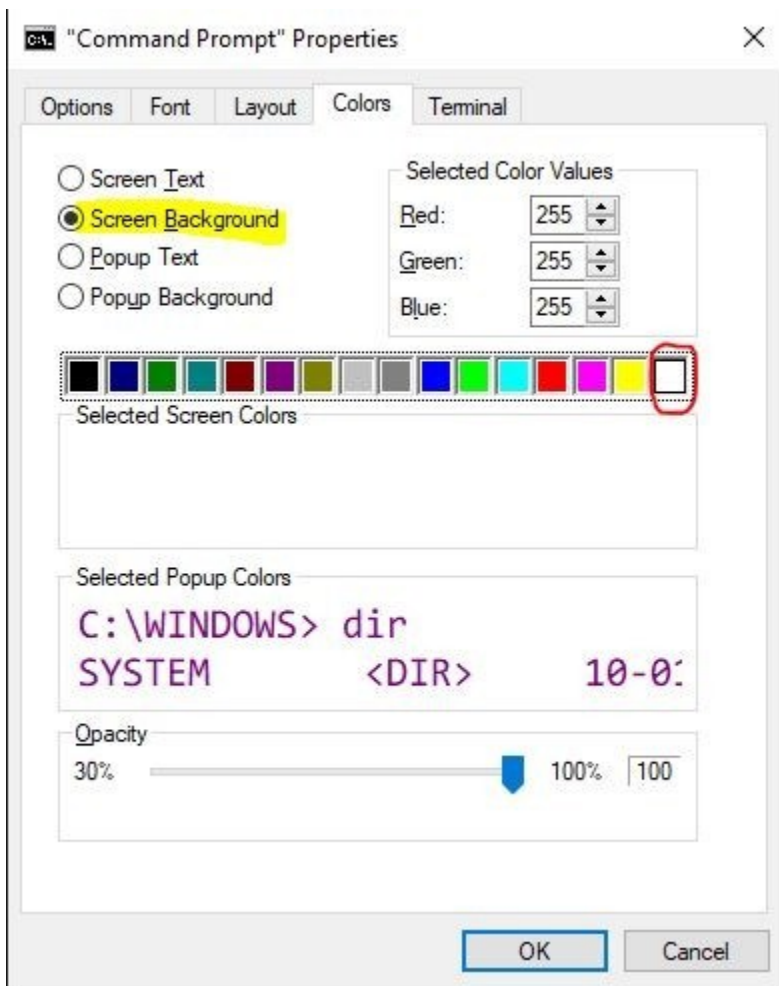 "Command Prompt" Properties
Options Font Layout Colors Terminal
Screen Text
Screen Background
Popup Text
Popup Background
Selected Color Values
Red: 255
Green: 255
Blue: 255
Selected Screen Colors
Selected Popup Colors
C:\WINDOWS> dir
SYSTEM <DIR> 10-01
Opacity
30% 100% 100
OK Cancel